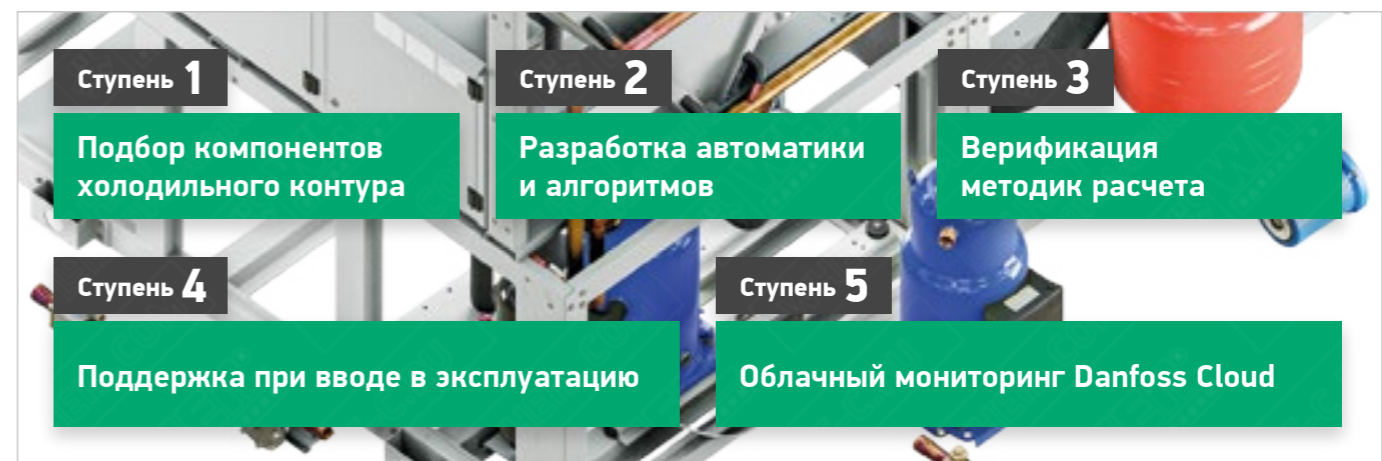 Ступень 1
Подбор компонентов
холодильного контура
Ступень 2
Разработка автоматики
и алгоритмов
Ступень 3
Верификация
методик расчета
Ступень 4
Поддержка при вводе в эксплуатацию
Ступень 5
Облачный мониторинг Danfoss Cloud